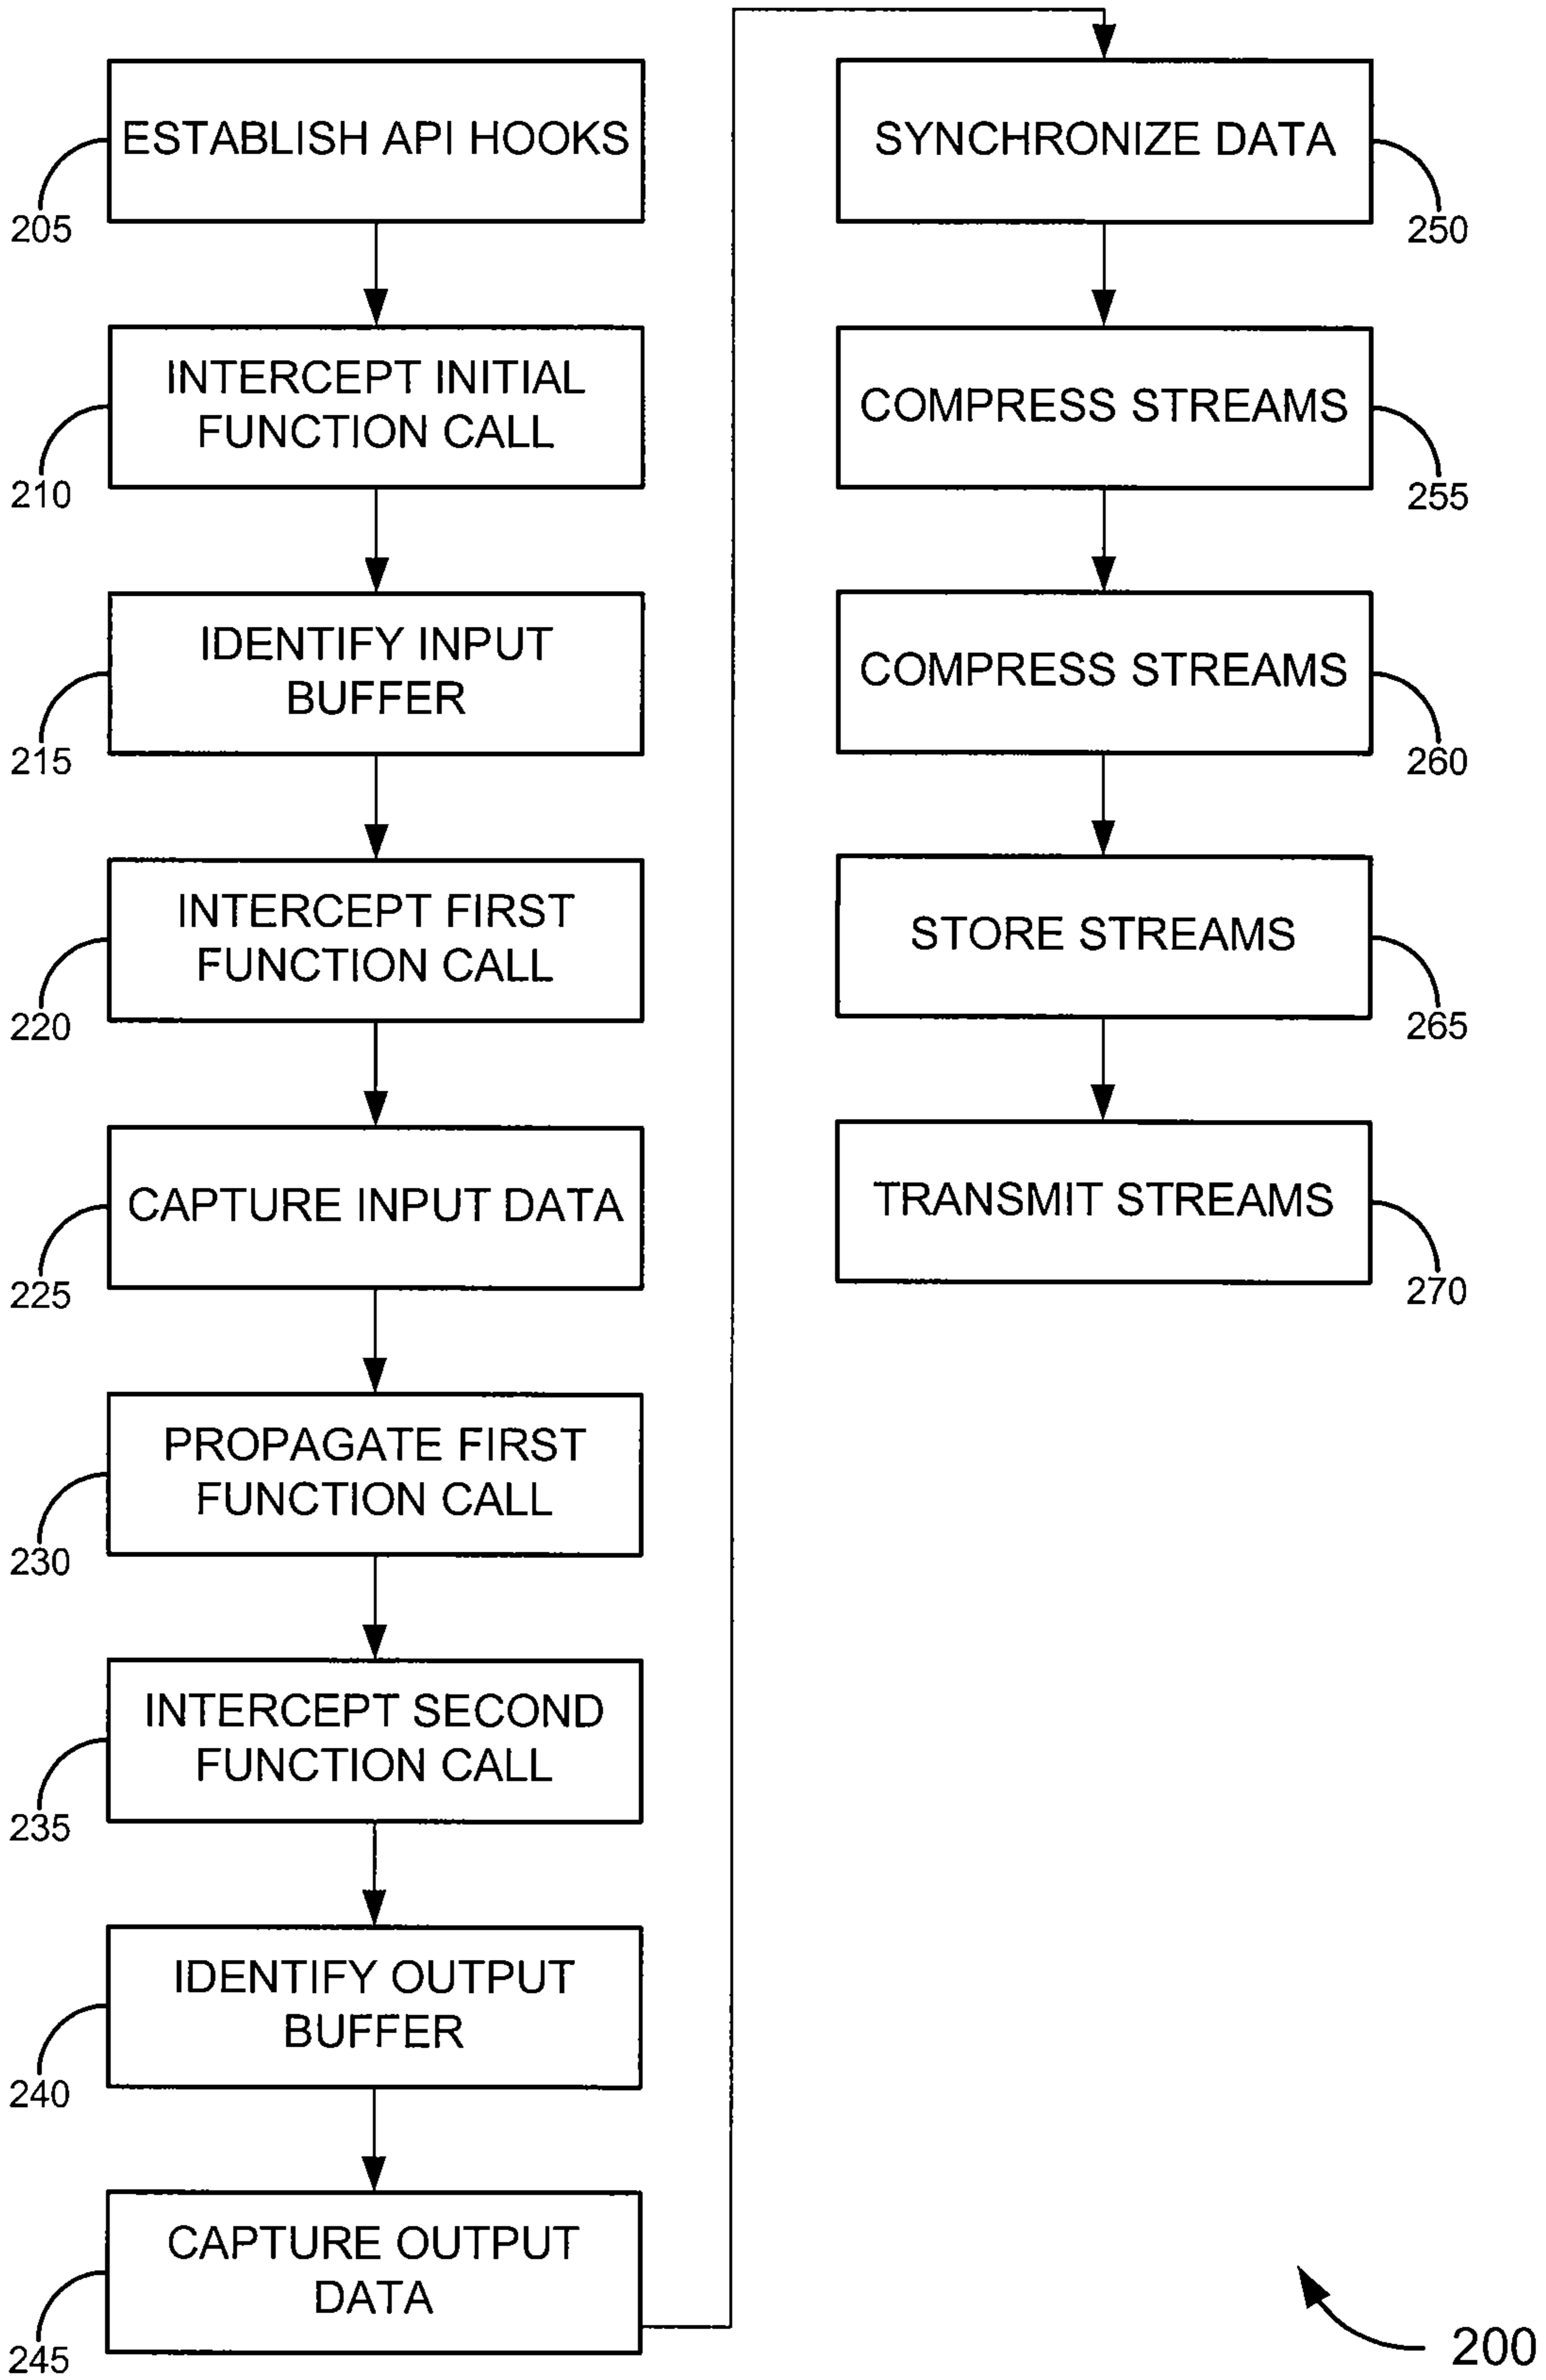 ESTABLISH API HOOKS
205
INTERCEPT INITIAL
FUNCTION CALL
210
IDENTIFY INPUT
BUFFER
215
INTERCEPT FIRST
FUNCTION CALL
220
CAPTURE INPUT DATA
225
PROPAGATE FIRST
FUNCTION CALL
230
INTERCEPT SECOND
FUNCTION CALL
235
IDENTIFY OUTPUT
BUFFER
240
CAPTURE OUTPUT
DATA
245
SYNCHRONIZE DATA
250
COMPRESS STREAMS
255
COMPRESS STREAMS
260
STORE STREAMS
265
TRANSMIT STREAMS
270
200